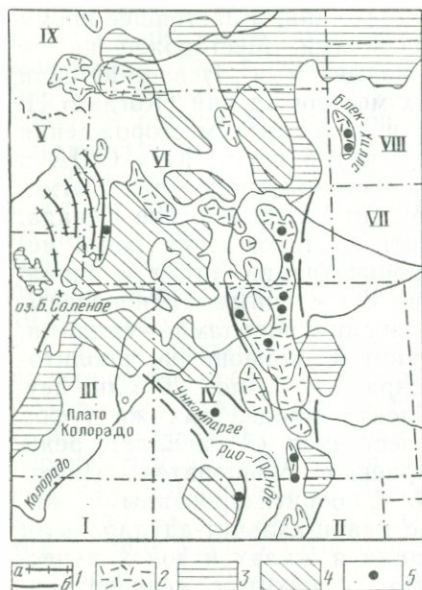 IX
V
VI
Блек-Хилс
VIII
VII
оз. Б. Соленое
III
Плато
Колорадо
IV
Ункомпагре
Рио-Гранде
Колорадо
I
II
а
б
1
2
3
4
5